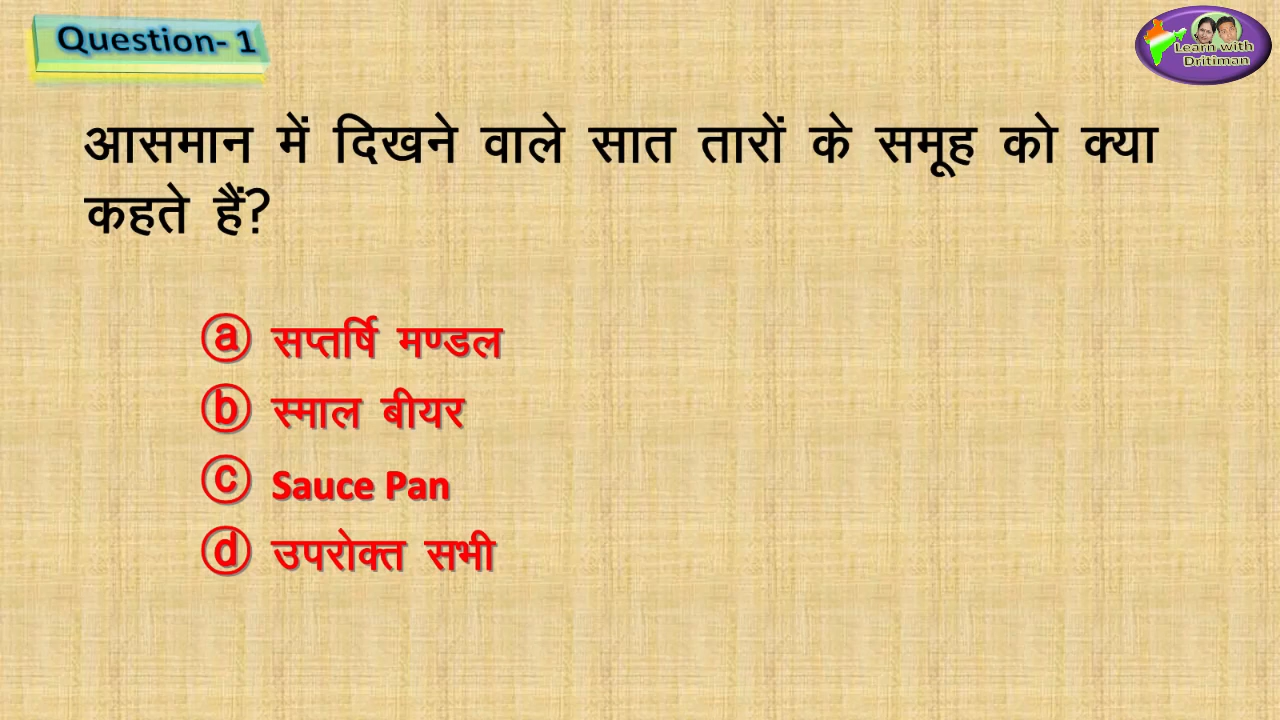 Question- 1
Learn with
Dritiman
आसमान में दिखने वाले सात तारों के समूह को क्या
कहते हैं?
ⓐ सप्तर्षि मण्डल
ⓑ स्माल बीयर
ⓒ Sauce Pan
ⓓ उपरोक्त सभी